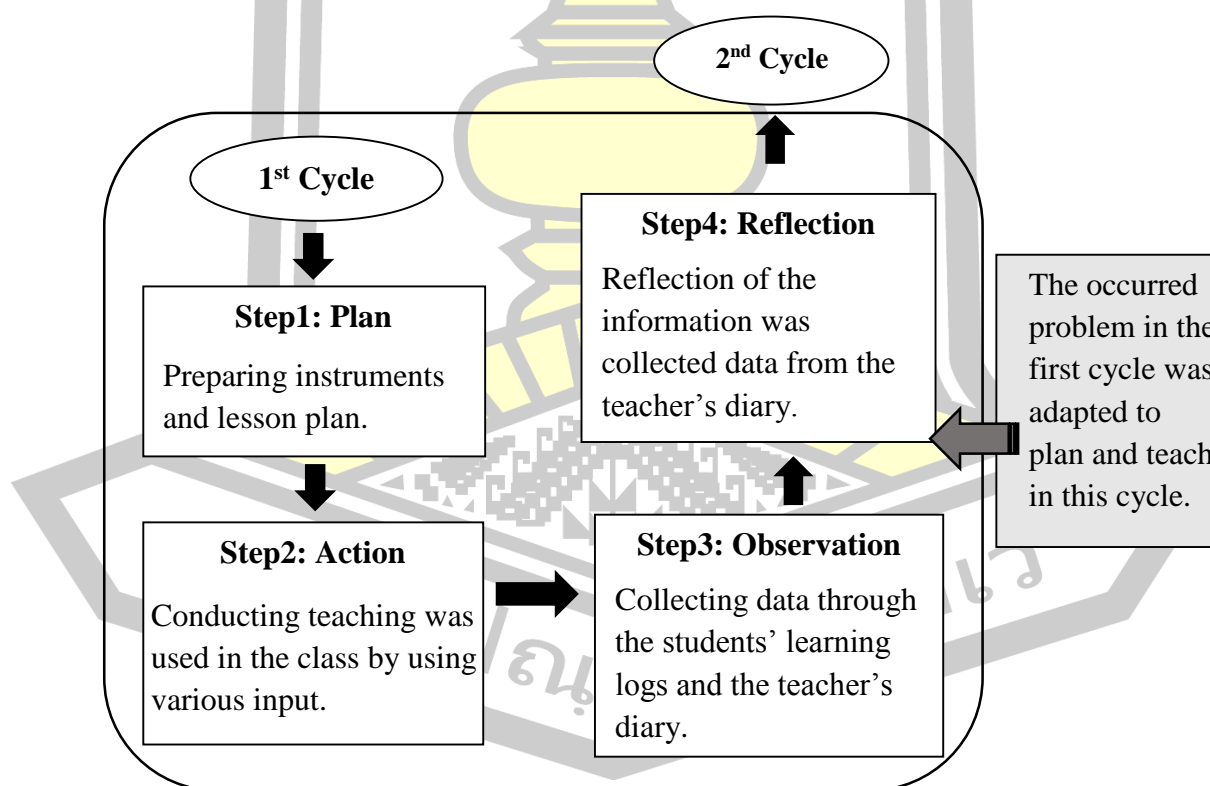 2nd Cycle
1st Cycle
Step1: Plan
Preparing instruments
and lesson plan.
Step2: Action
Conducting teaching was
used in the class by using
various input.
Step3: Observation
Collecting data through
the students’ learning
logs and the teacher’s
diary.
Step4: Reflection
Reflection of the
information was
collected data from the
teacher’s diary.
The occurred
problem in the
first cycle was
adapted to
plan and teach
in this cycle.